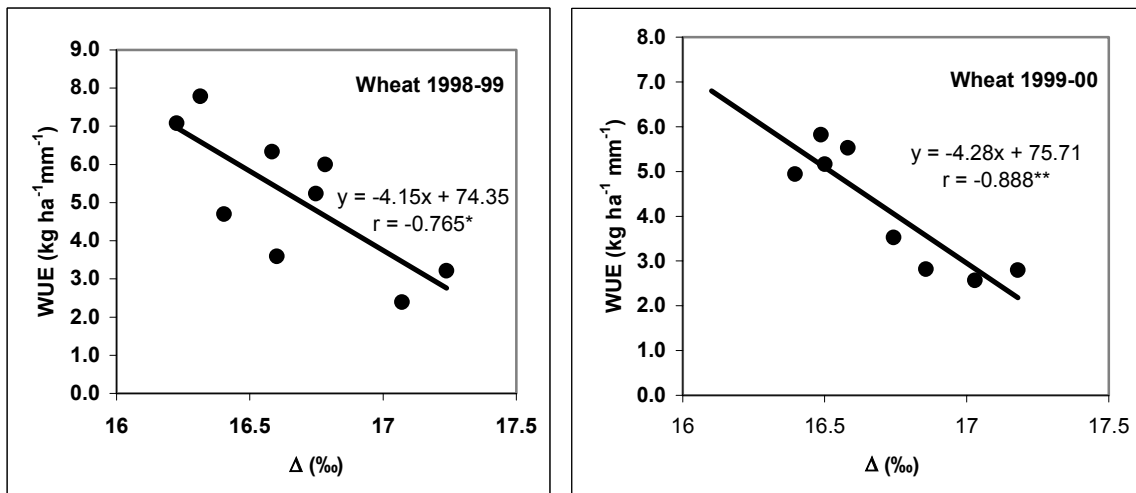 9.0
8.0
7.0
6.0
5.0
4.0
3.0
2.0
1.0
0.0
WUE (kg ha⁻¹mm⁻¹)
Wheat 1998-99
y = -4.15x + 74.35
r = -0.765*
16 16.5 17 17.5
Δ (‰)
8.0
7.0
6.0
5.0
4.0
3.0
2.0
1.0
0.0
WUE (kg ha⁻¹ mm⁻¹)
Wheat 1999-00
y = -4.28x + 75.71
r = -0.888**
16 16.5 17 17.5
Δ (‰)